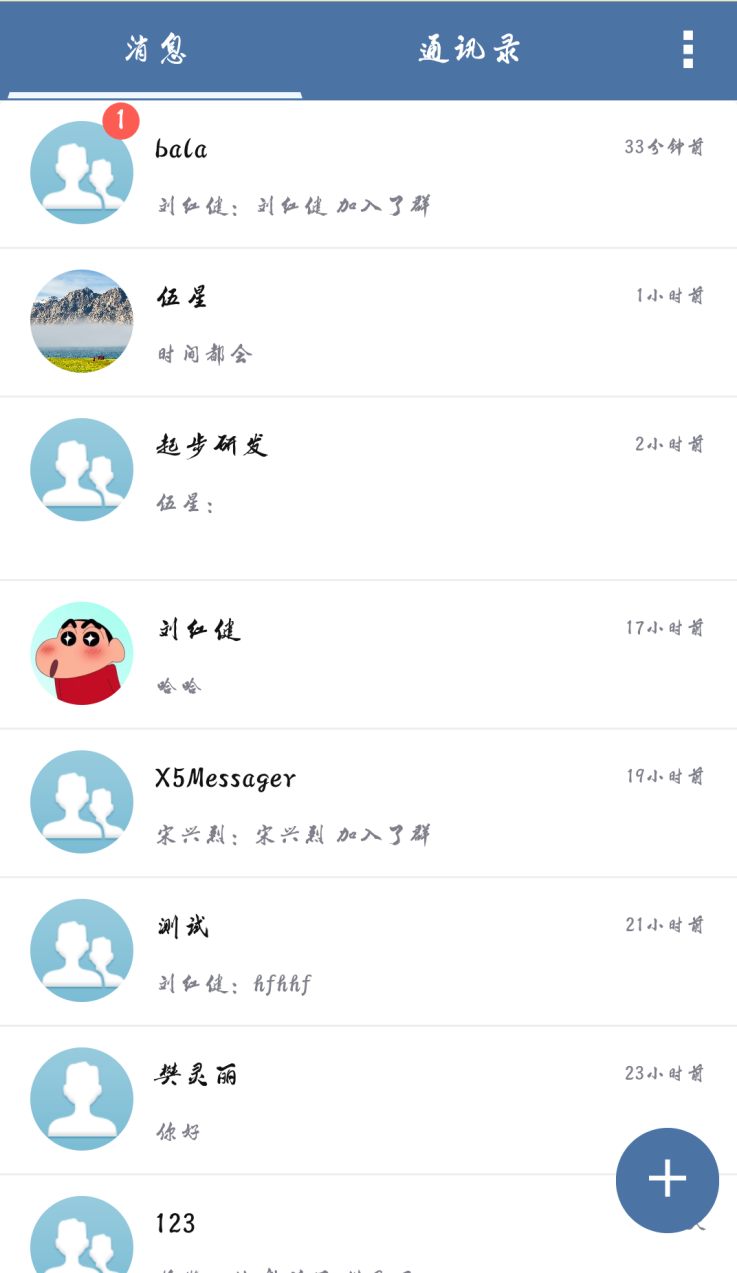 消息 通讯录
1
bala 33分钟前
刘红健：刘红健 加入了群
伍星 1小时前
时间都会
起步研发 2小时前
伍星：
刘红健 17小时前
哈哈
X5Messager 19小时前
宋兴烈：宋兴烈 加入了群
测试 21小时前
刘红健：hfhhf
樊灵丽 23小时前
你好
123